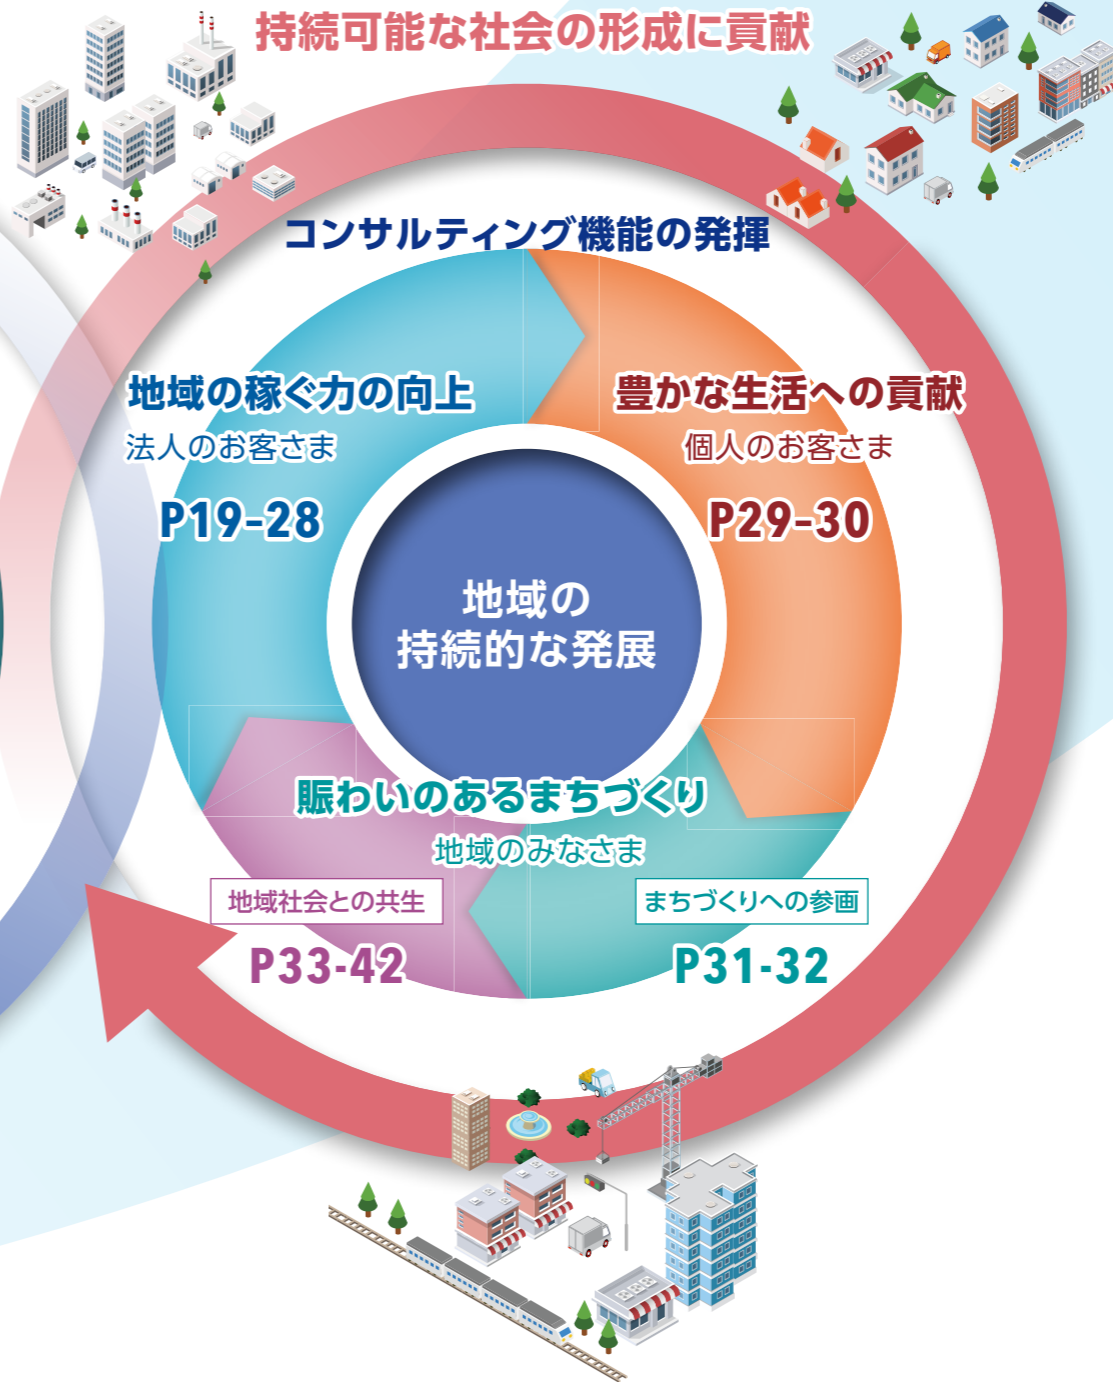 持続可能な社会の形成に貢献
コンサルティング機能の発揮
地域の稼ぐ力の向上
法人のお客さま
P19-28
豊かな生活への貢献
個人のお客さま
P29-30
地域の
持続的な発展
賑わいのあるまちづくり
地域のみなさま
地域社会との共生
P33-42
まちづくりへの参画
P31-32